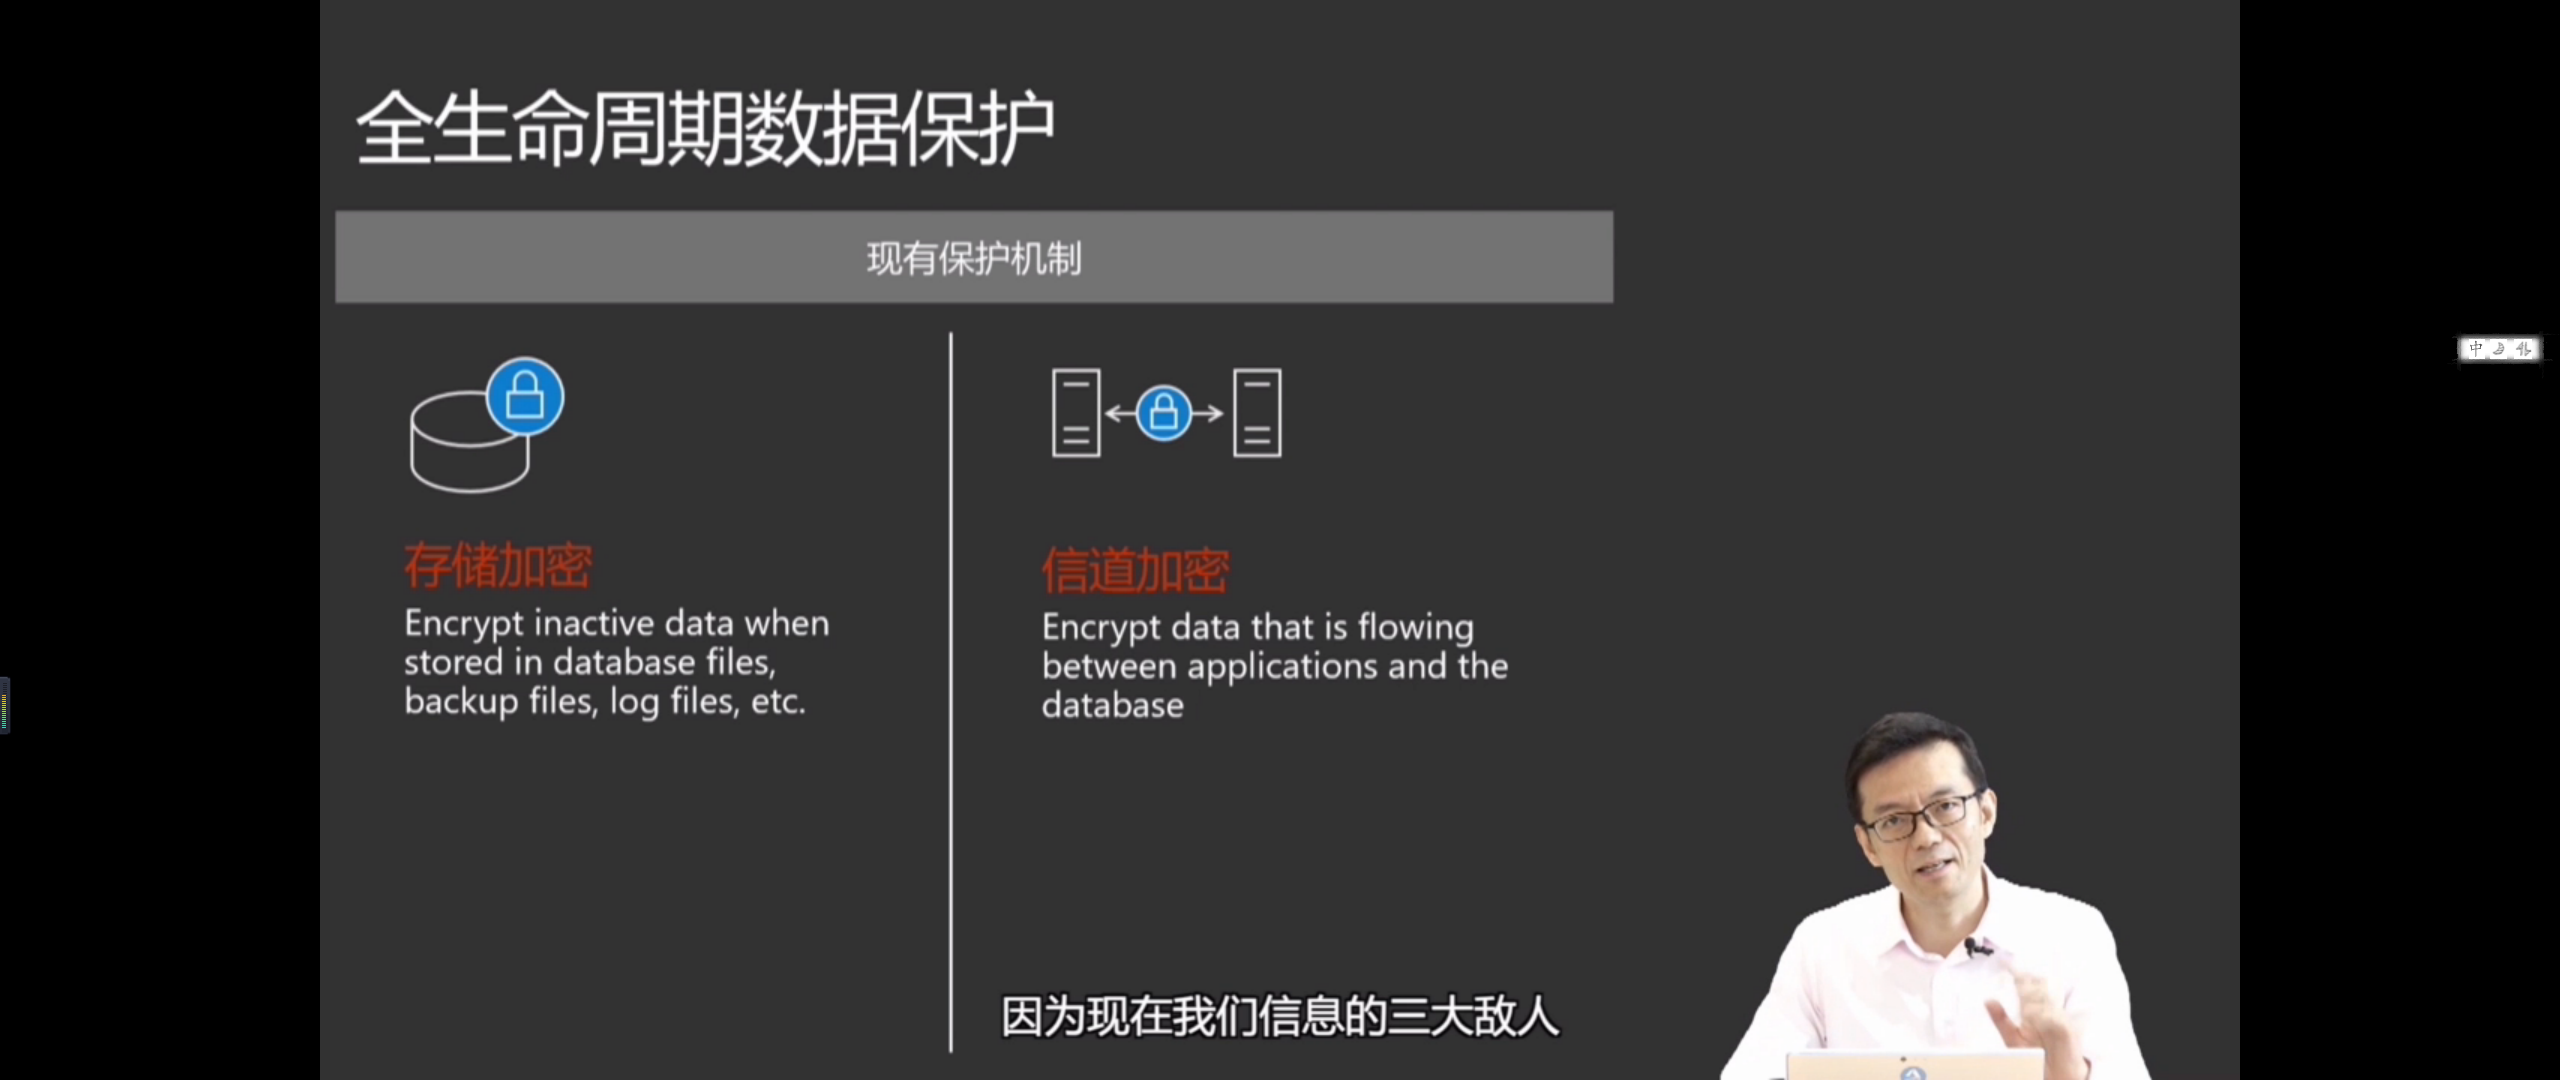 全生命周期数据保护
现有保护机制
存储加密
Encrypt inactive data when
stored in database files,
backup files, log files, etc.
信道加密
Encrypt data that is flowing
between applications and the
database
因为现在我们信息的三大敌人
中